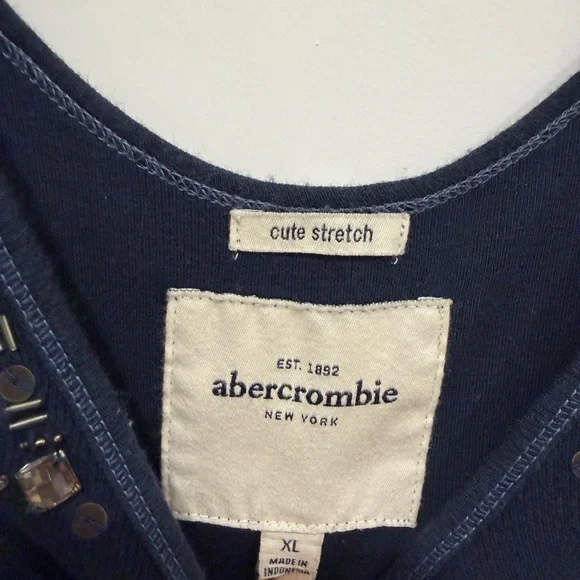 cute stretch
EST. 1892
abercrombie
NEW YORK
XL
MADE IN
INDONESIA